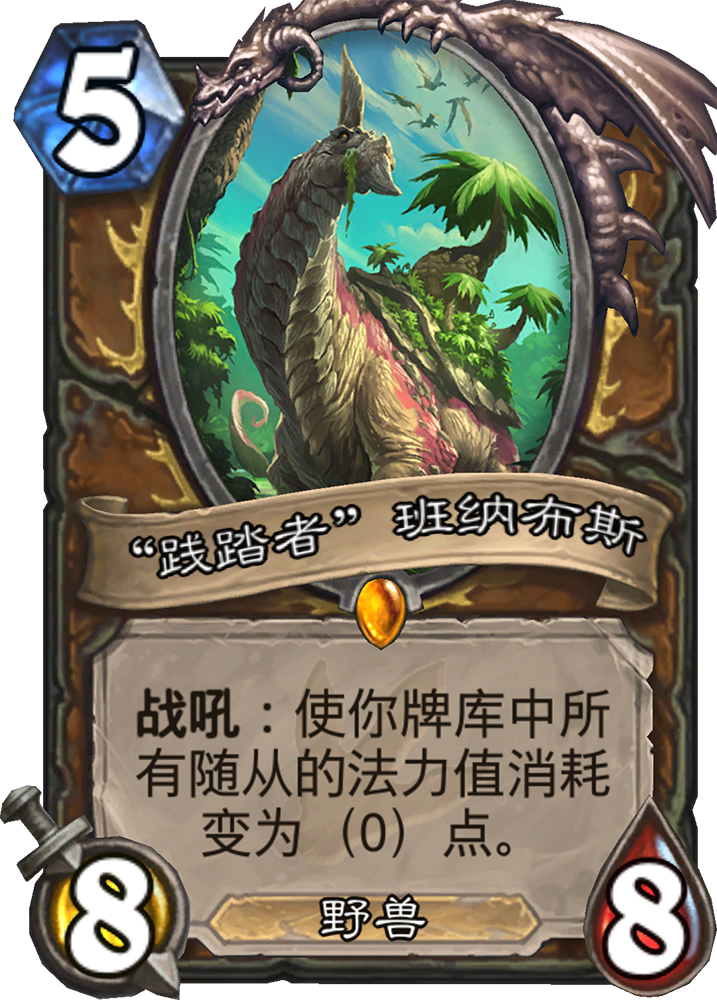 5
“践踏者”班纳布斯
战吼：使你牌库中所
有随从的法力值消耗
变为（0）点。
8
野兽
8